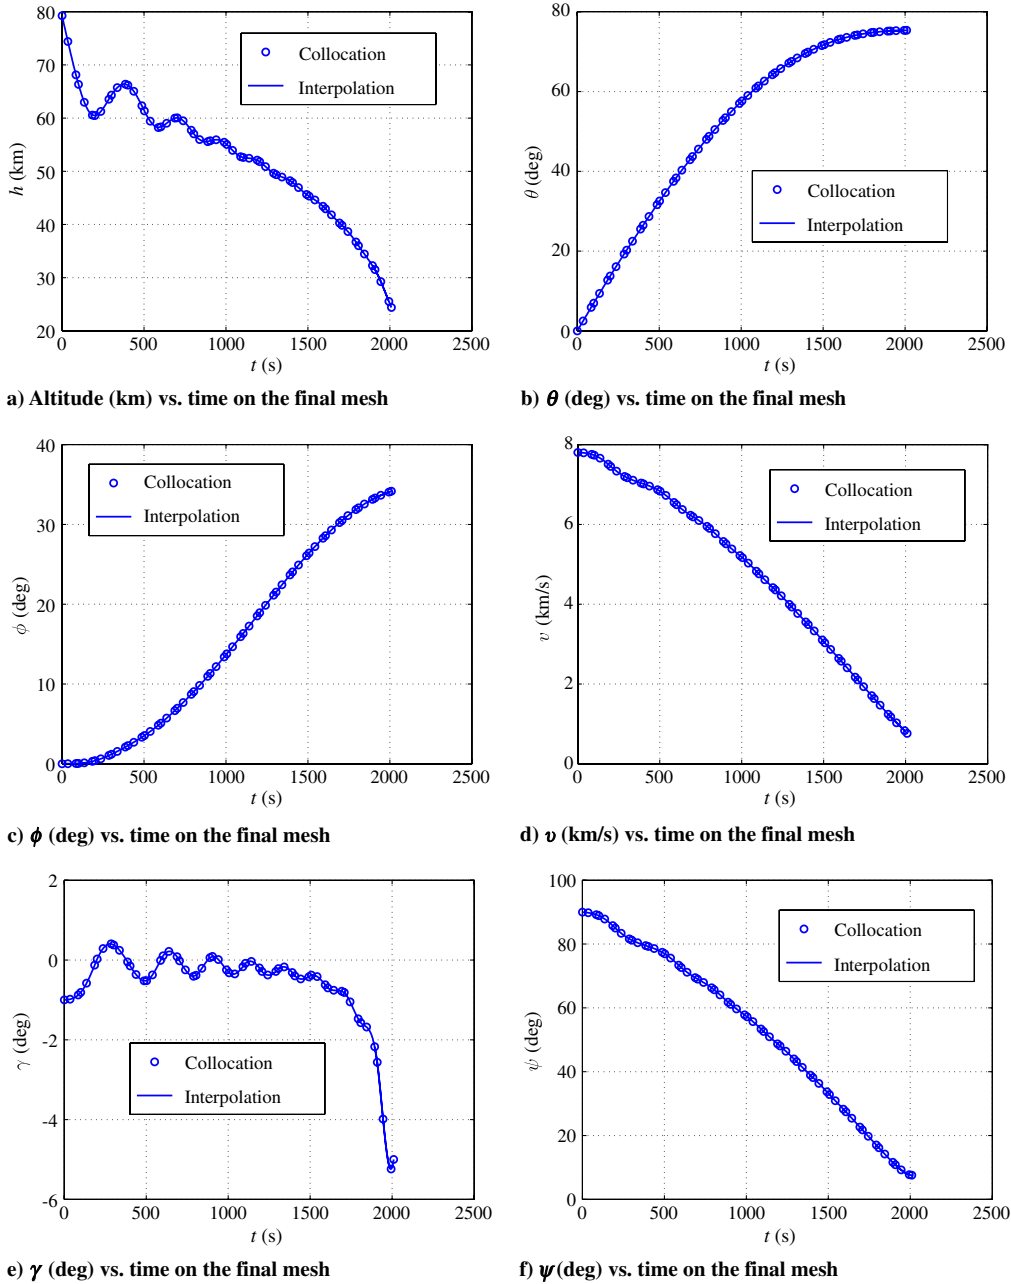 80
70
60
50
40
30
20
h (km)
Collocation
Interpolation
0 500 1000 1500 2000 2500
t (s)
a) Altitude (km) vs. time on the final mesh
80
60
40
20
0
θ (deg)
Collocation
Interpolation
0 500 1000 1500 2000 2500
t (s)
b) θ (deg) vs. time on the final mesh
40
30
20
10
0
ϕ (deg)
Collocation
Interpolation
0 500 1000 1500 2000 2500
t (s)
c) ϕ (deg) vs. time on the final mesh
8
6
4
2
0
v (km/s)
Collocation
Interpolation
0 500 1000 1500 2000 2500
t (s)
d) v (km/s) vs. time on the final mesh
2
0
-2
-4
-6
γ (deg)
Collocation
Interpolation
0 500 1000 1500 2000 2500
t (s)
e) γ (deg) vs. time on the final mesh
100
80
60
40
20
0
ψ (deg)
Collocation
Interpolation
0 500 1000 1500 2000 2500
t (s)
f) ψ(deg) vs. time on the final mesh